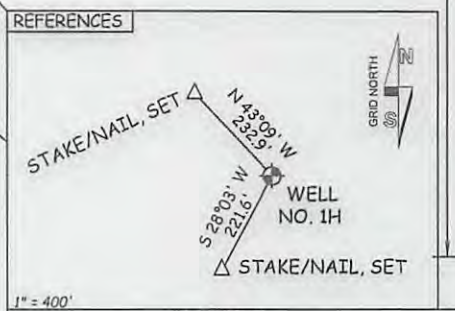 REFERENCES
GRID NORTH
N
S
STAKE/NAIL, SET
N 43°09' W
232.9'
WELL
NO. 1H
S 28°03' W
221.6'
STAKE/NAIL, SET
1" = 400'